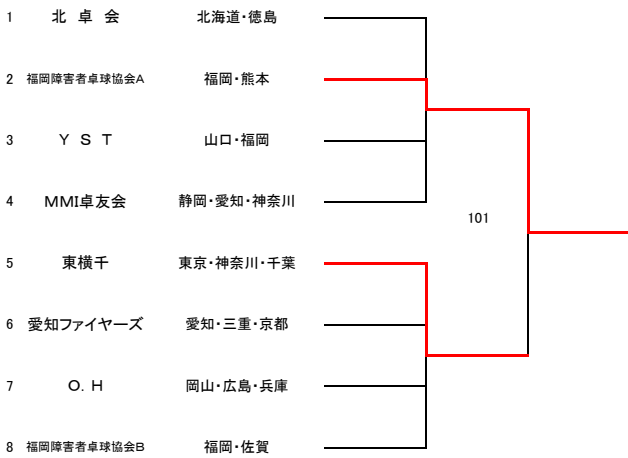 1 北 卓 会 北海道・徳島
2 福岡障害者卓球協会A 福岡・熊本
3 Y S T 山口・福岡
4 MMI卓友会 静岡・愛知・神奈川
101
5 東横千 東京・神奈川・千葉
6 愛知ファイヤーズ 愛知・三重・京都
7 O. H 岡山・広島・兵庫
8 福岡障害者卓球協会B 福岡・佐賀